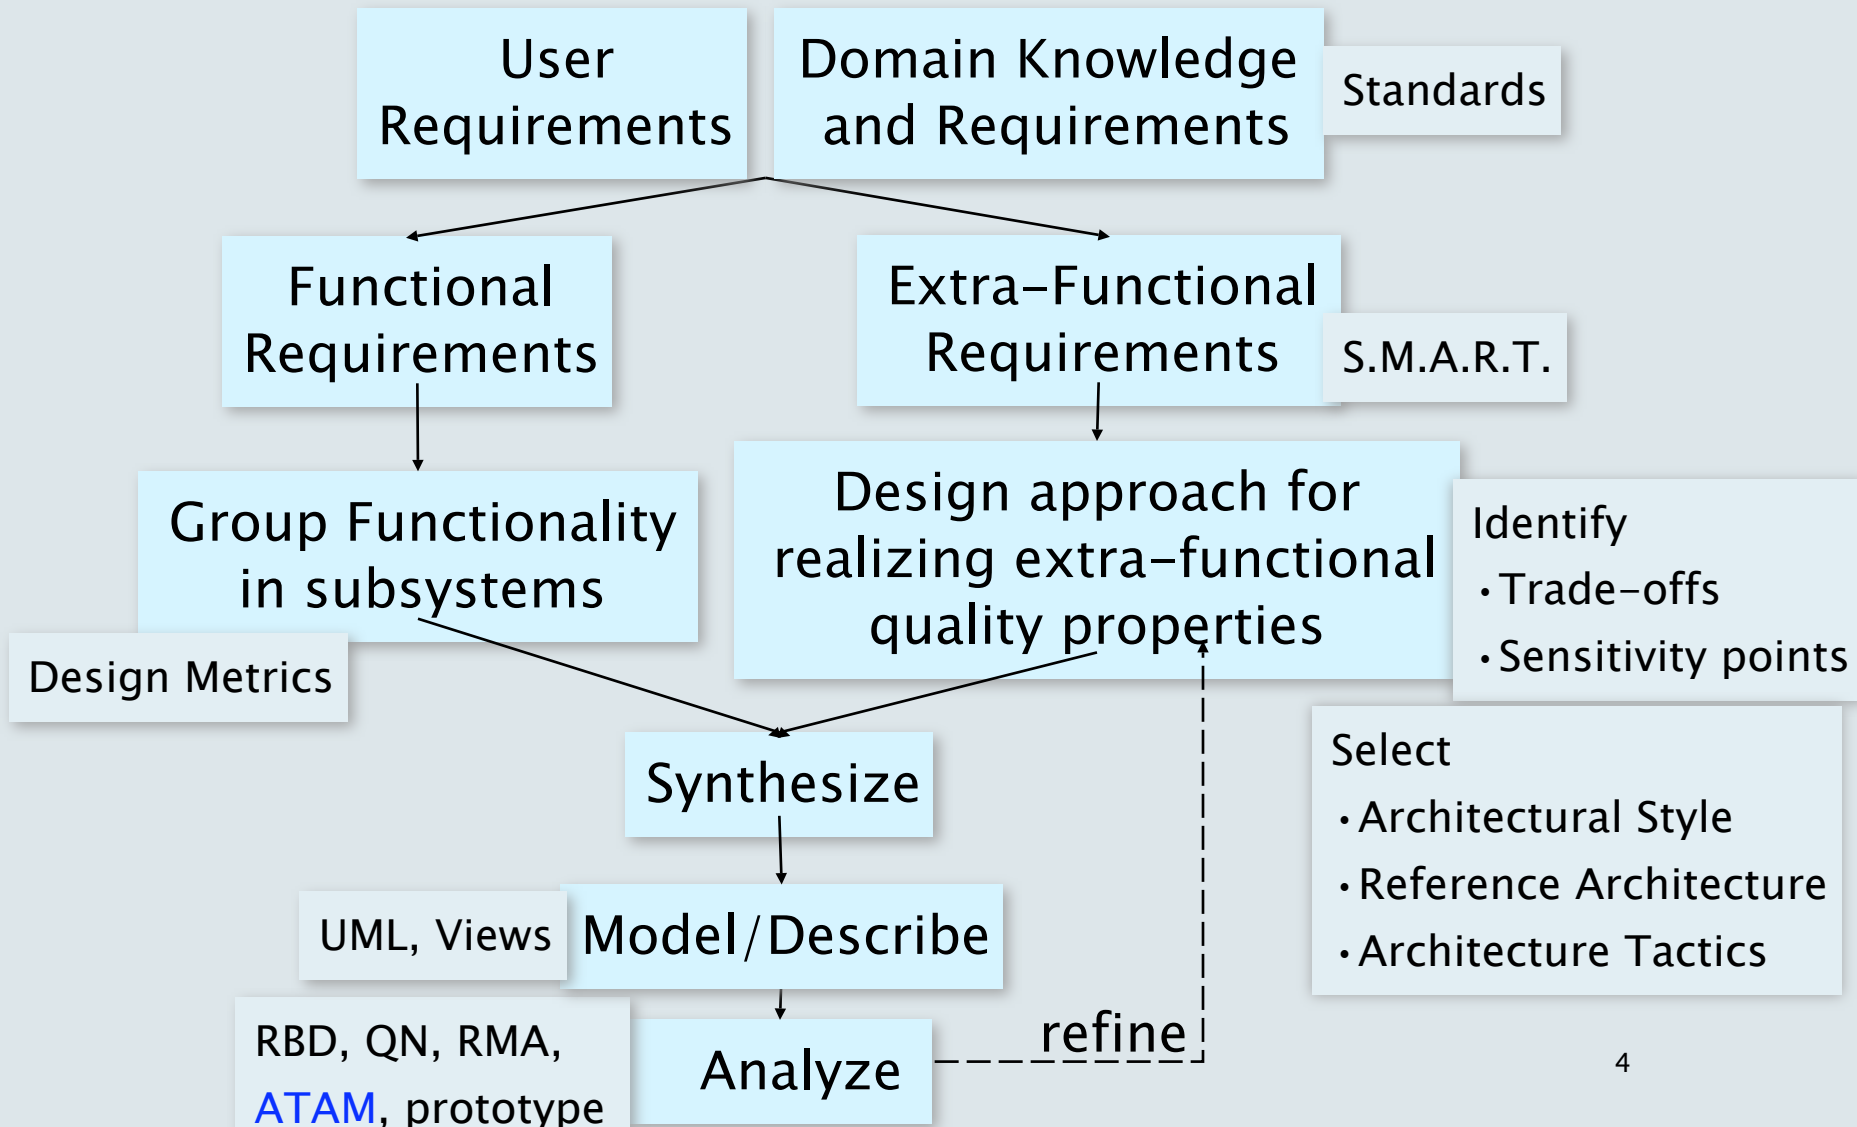 User
Requirements
Domain Knowledge
and Requirements
Standards
Functional
Requirements
Extra-Functional
Requirements
S.M.A.R.T.
Group Functionality
in subsystems
Design Metrics
Design approach for
realizing extra-functional
quality properties
Identify
• Trade-offs
• Sensitivity points
Select
• Architectural Style
• Reference Architecture
• Architecture Tactics
Synthesize
UML, Views
Model/Describe
RBD, QN, RMA,
ATAM, prototype
Analyze
refine
4